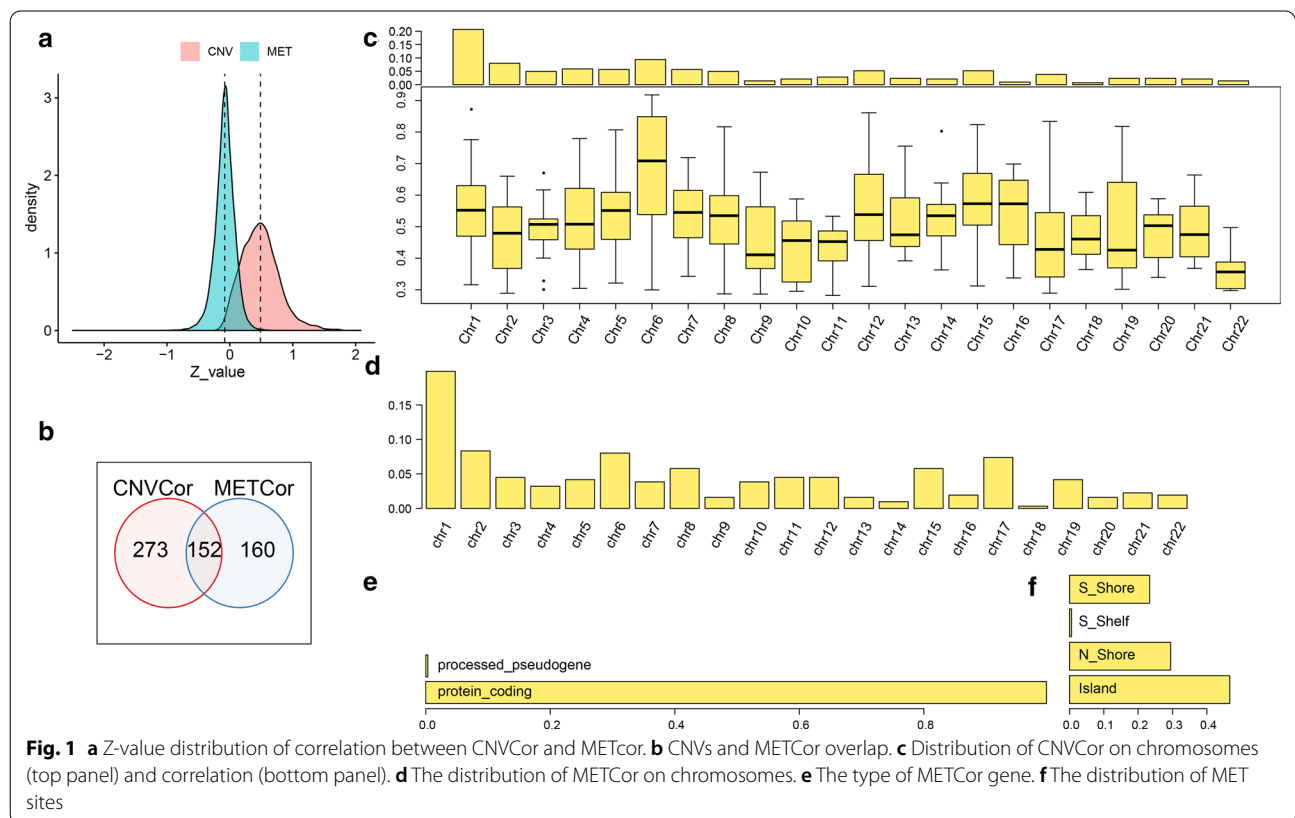 a
CNV MET
3
2
1
0
density
−2 −1 0 1 2
Z_value
b
CNVCor METCor
273 152 160
c
0.20
0.15
0.10
0.05
0.00
0.9
0.8
0.7
0.6
0.5
0.4
0.3
Chr1 Chr2 Chr3 Chr4 Chr5 Chr6 Chr7 Chr8 Chr9 Chr10 Chr11 Chr12 Chr13 Chr14 Chr15 Chr16 Chr17 Chr18 Chr19 Chr20 Chr21 Chr22
d
0.15
0.10
0.05
0.00
chr1 chr2 chr3 chr4 chr5 chr6 chr7 chr8 chr9 chr10 chr11 chr12 chr13 chr14 chr15 chr16 chr17 chr18 chr19 chr20 chr21 chr22
e
processed_pseudogene
protein_coding
0.0 0.2 0.4 0.6 0.8
f
S_Shore
S_Shelf
N_Shore
Island
0.0 0.1 0.2 0.3 0.4
Fig. 1 a Z-value distribution of correlation between CNVCor and METcor. b CNVs and METCor overlap. c Distribution of CNVCor on chromosomes
(top panel) and correlation (bottom panel). d The distribution of METCor on chromosomes. e The type of METCor gene. f The distribution of MET
sites